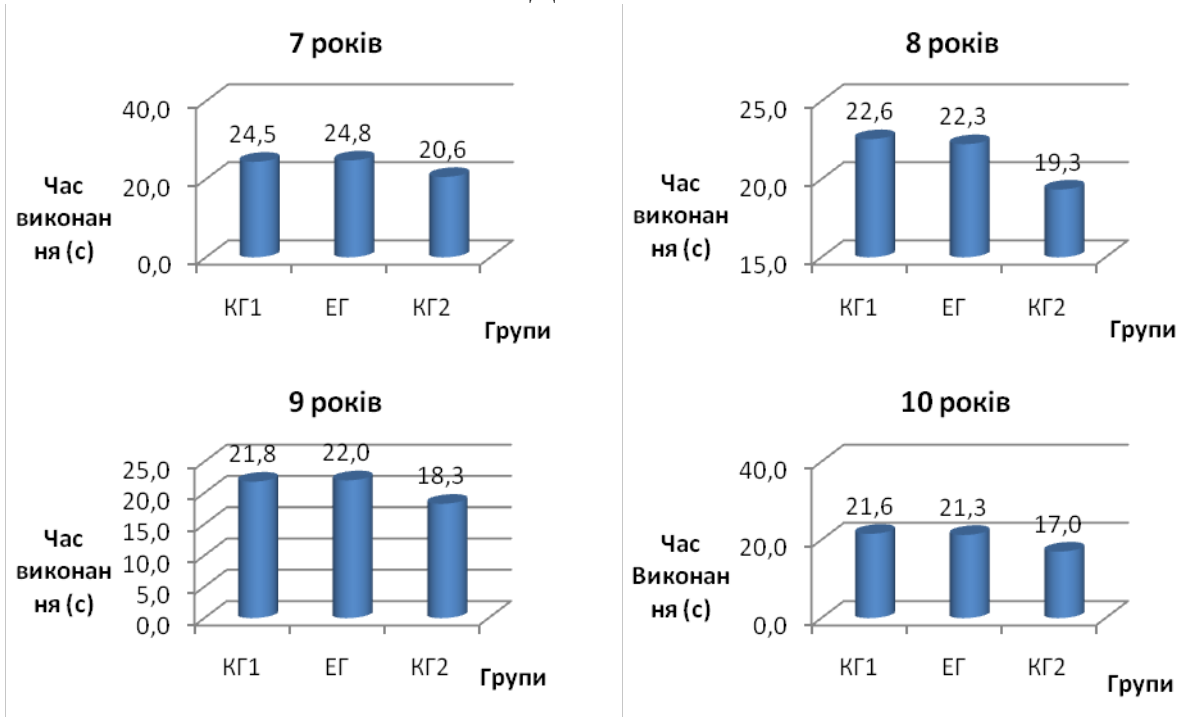 7 років
40,0
20,0
0,0
24,5
24,8
20,6
Час
виконан
ня (с)
КГ1
ЕГ
КГ2
Групи
8 років
25,0
20,0
15,0
22,6
22,3
19,3
Час
виконан
ня (с)
КГ1
ЕГ
КГ2
Групи
9 років
25,0
20,0
15,0
10,0
5,0
0,0
21,8
22,0
18,3
Час
виконан
ня (с)
КГ1
ЕГ
КГ2
Групи
10 років
40,0
20,0
0,0
21,6
21,3
17,0
Час
Виконан
ня (с)
КГ1
ЕГ
КГ2
Групи